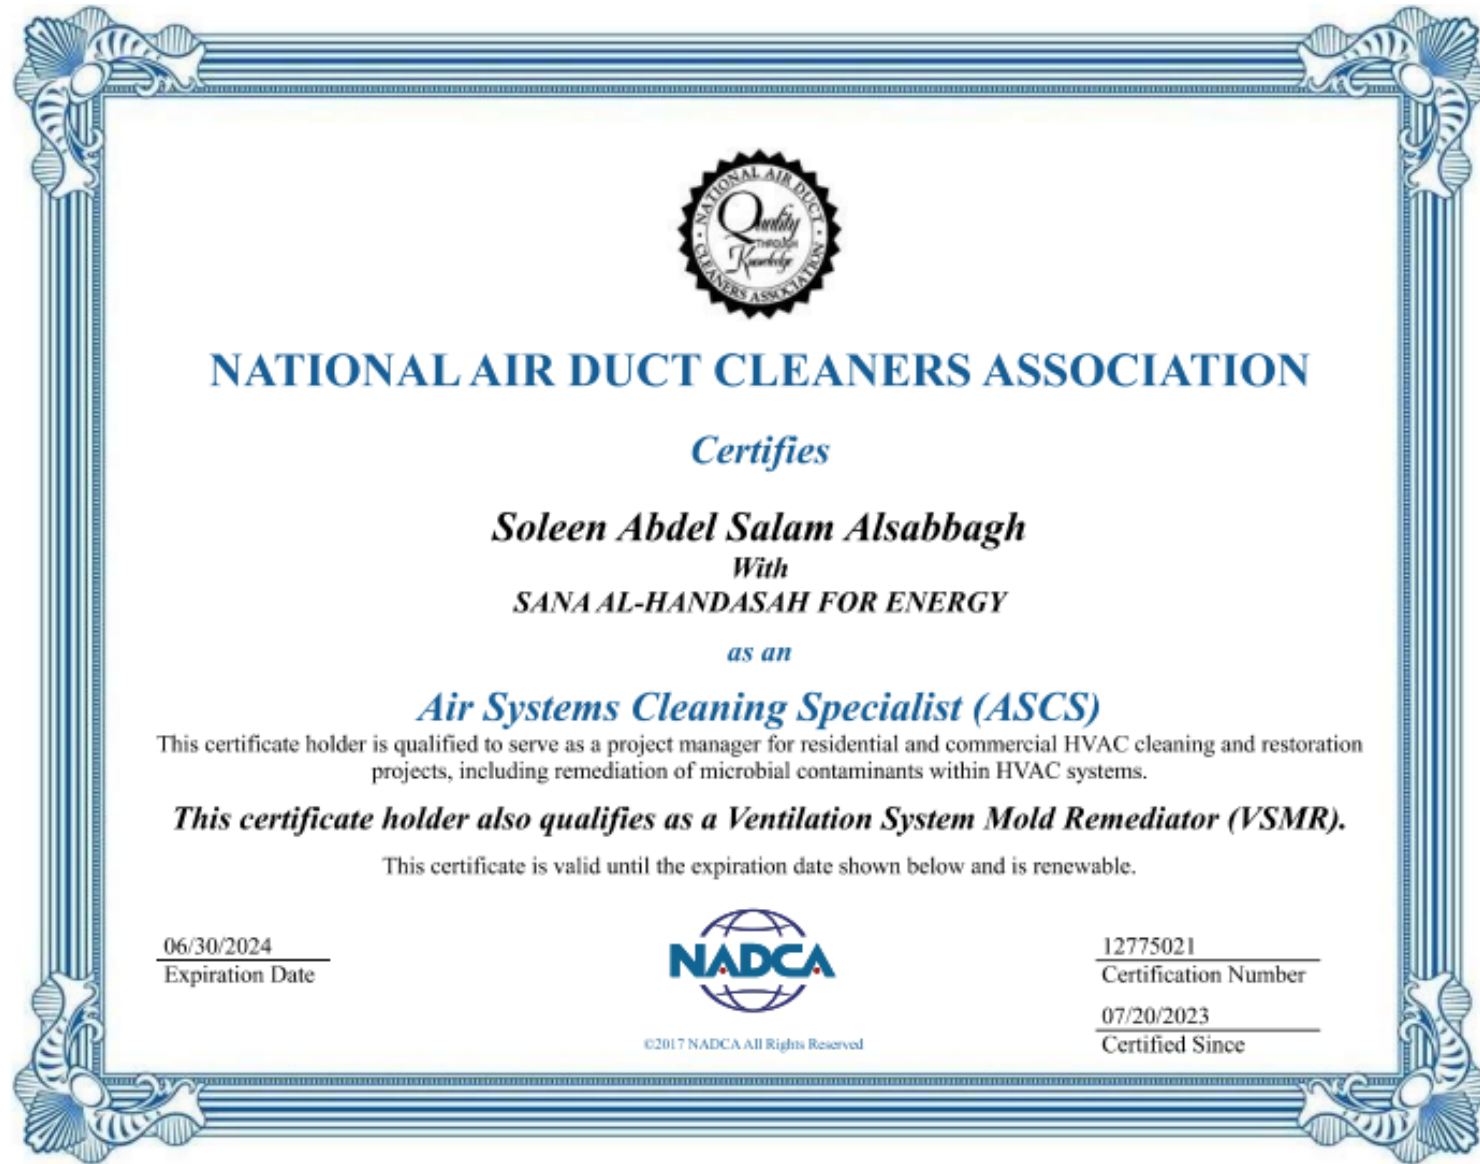 NATIONAL AIR DUCT CLEANERS ASSOCIATION
Quality
THROUGH
Knowledge
NATIONAL AIR DUCT CLEANERS ASSOCIATION
Certifies
Soleen Abdel Salam Alsabbagh
With
SANA AL-HANDASAH FOR ENERGY
as an
Air Systems Cleaning Specialist (ASCS)
This certificate holder is qualified to serve as a project manager for residential and commercial HVAC cleaning and restoration
projects, including remediation of microbial contaminants within HVAC systems.
This certificate holder also qualifies as a Ventilation System Mold Remediator (VSMR).
This certificate is valid until the expiration date shown below and is renewable.
06/30/2024
Expiration Date
NADCA
©2017 NADCA All Rights Reserved
12775021
Certification Number
07/20/2023
Certified Since